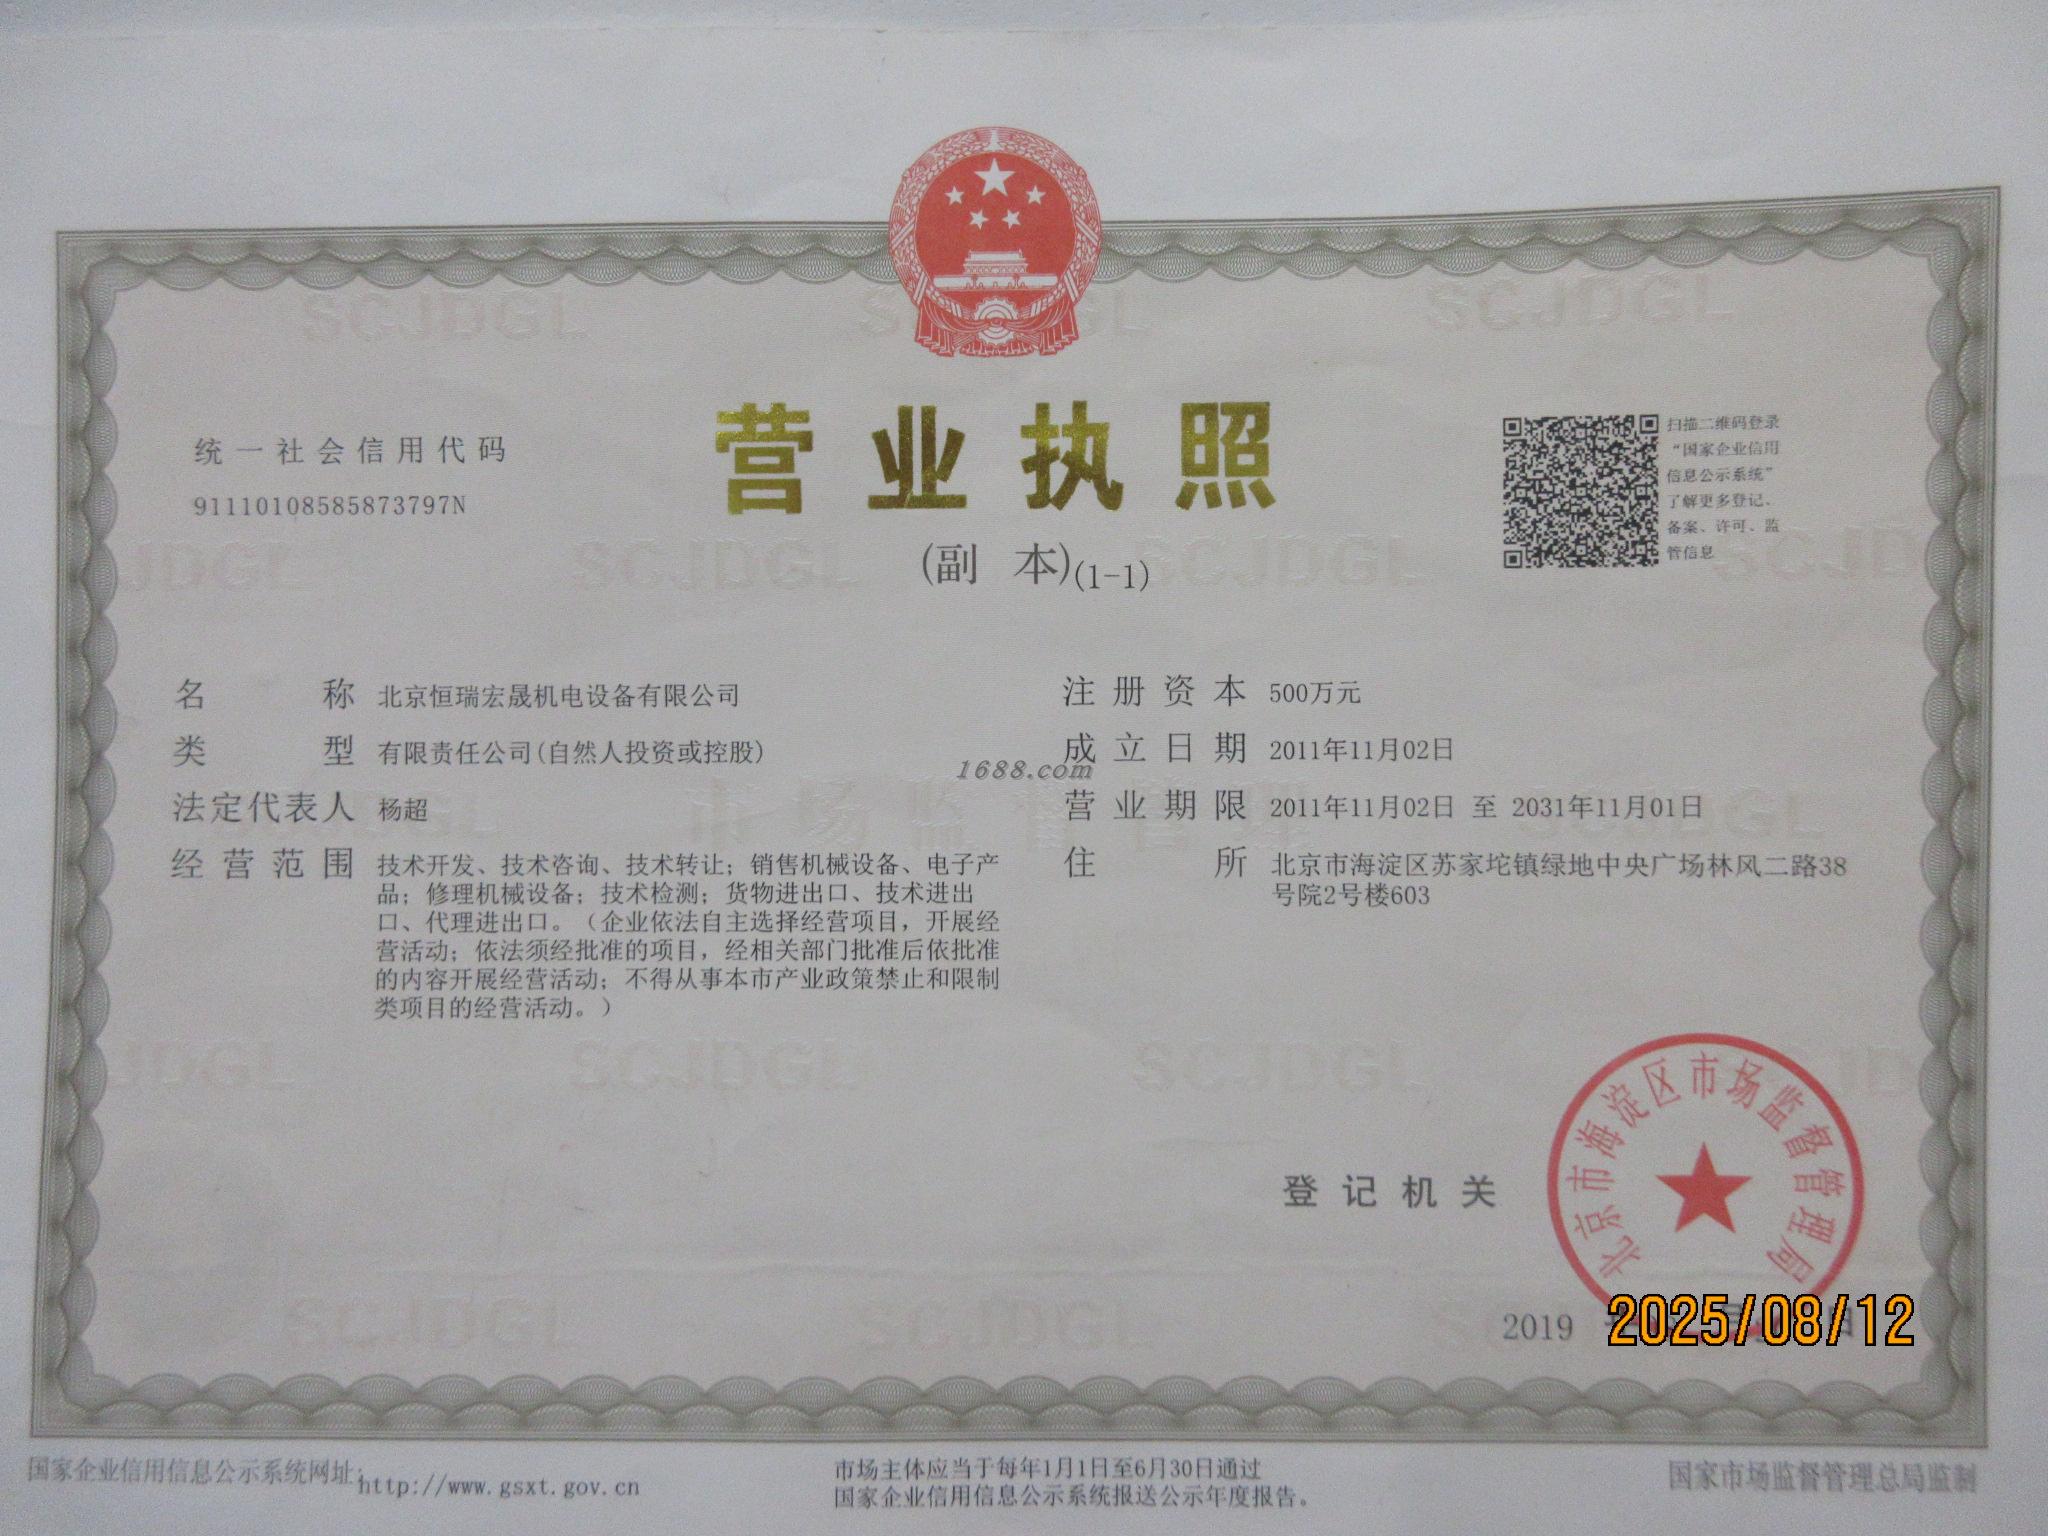 统一社会信用代码
91110108585873797N
营业执照
(副 本)(1-1)
扫描二维码登录
“国家企业信用
信息公示系统”
了解更多登记、
备案、许可、监
管信息
名 称 北京恒瑞宏晟机电设备有限公司
类 型 有限责任公司(自然人投资或控股)
法定代表人 杨超
经营范围 技术开发、技术咨询、技术转让；销售机械设备、电子产
品；修理机械设备；技术检测；货物进出口、技术进出
口、代理进出口。（企业依法自主选择经营项目，开展经
营活动；依法须经批准的项目，经相关部门批准后依批准
的内容开展经营活动；不得从事本市产业政策禁止和限制
类项目的经营活动。）
注册资本 500万元
成立日期 2011年11月02日
营业期限 2011年11月02日 至 2031年11月01日
住 所 北京市海淀区苏家坨镇绿地中央广场林风二路38
号院2号楼603
1688.com
SCJDGL
市场监督管理
登记机关
北京市海淀区市场监督管理局
2019
2025/08/12
国家企业信用信息公示系统网址：http://www.gsxt.gov.cn
市场主体应当于每年1月1日至6月30日通过
国家企业信用信息公示系统报送公示年度报告。
国家市场监督管理总局监制